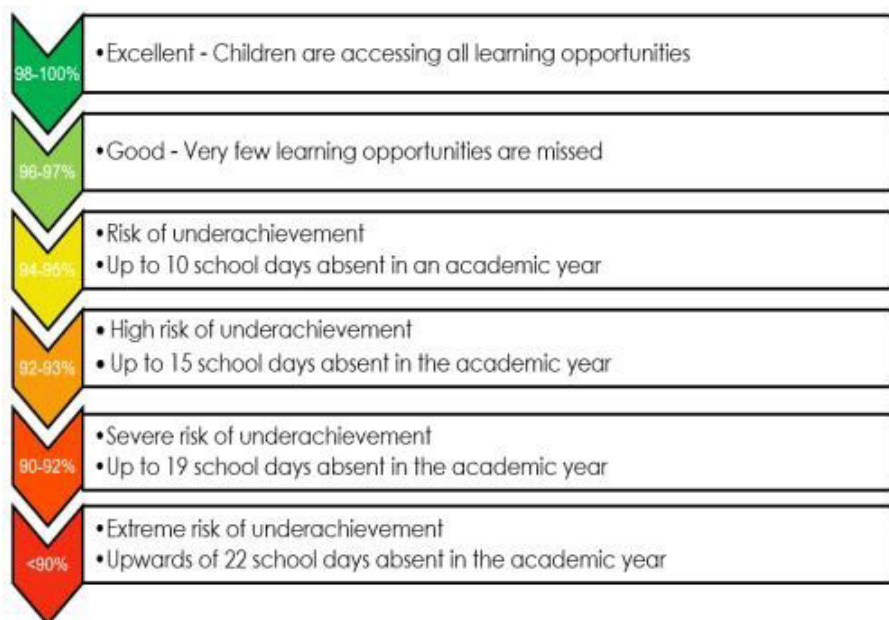 98-100%
•Excellent - Children are accessing all learning opportunities
96-97%
•Good - Very few learning opportunities are missed
94-95%
•Risk of underachievement
•Up to 10 school days absent in an academic year
92-93%
• High risk of underachievement
• Up to 15 school days absent in the academic year
90-92%
•Severe risk of underachievement
•Up to 19 school days absent in the academic year
<90%
•Extreme risk of underachievement
•Upwards of 22 school days absent in the academic year